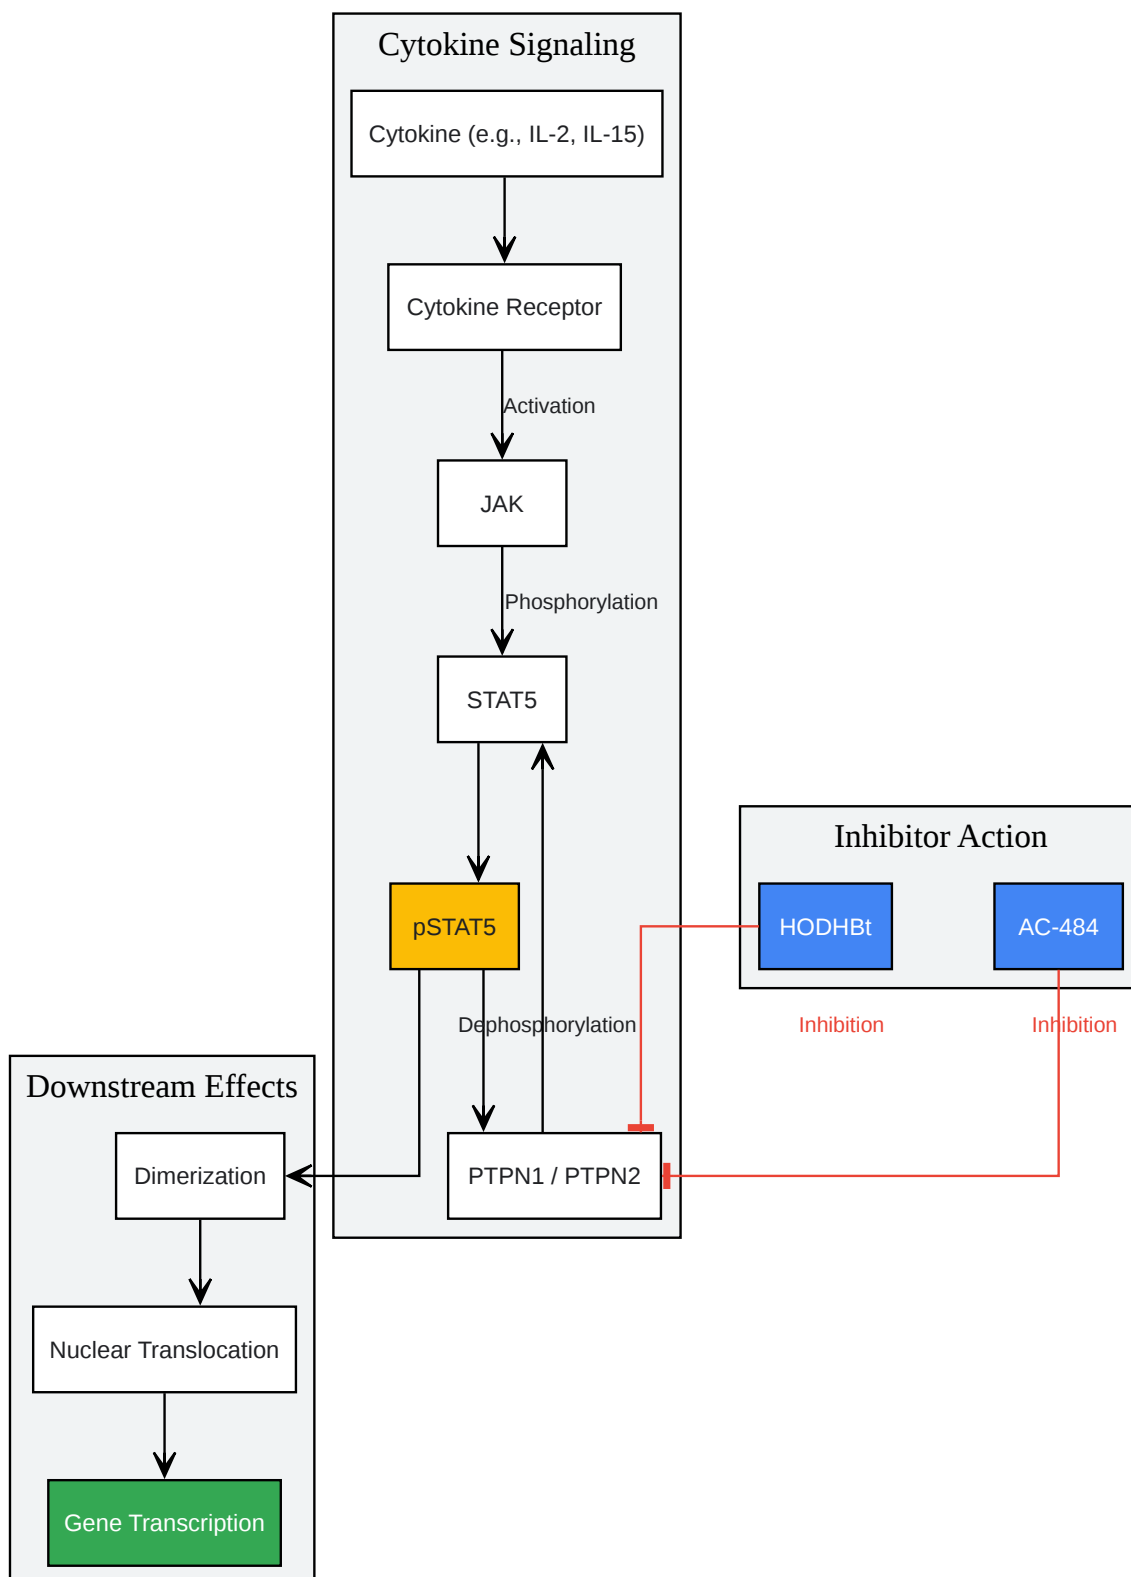 Cytokine Signaling
Cytokine (e.g., IL-2, IL-15)
Cytokine Receptor
Activation
JAK
Phosphorylation
STAT5
pSTAT5
Dephosphorylation
PTPN1 / PTPN2
Inhibitor Action
HODHBt
AC-484
Inhibition
Inhibition
Downstream Effects
Dimerization
Nuclear Translocation
Gene Transcription